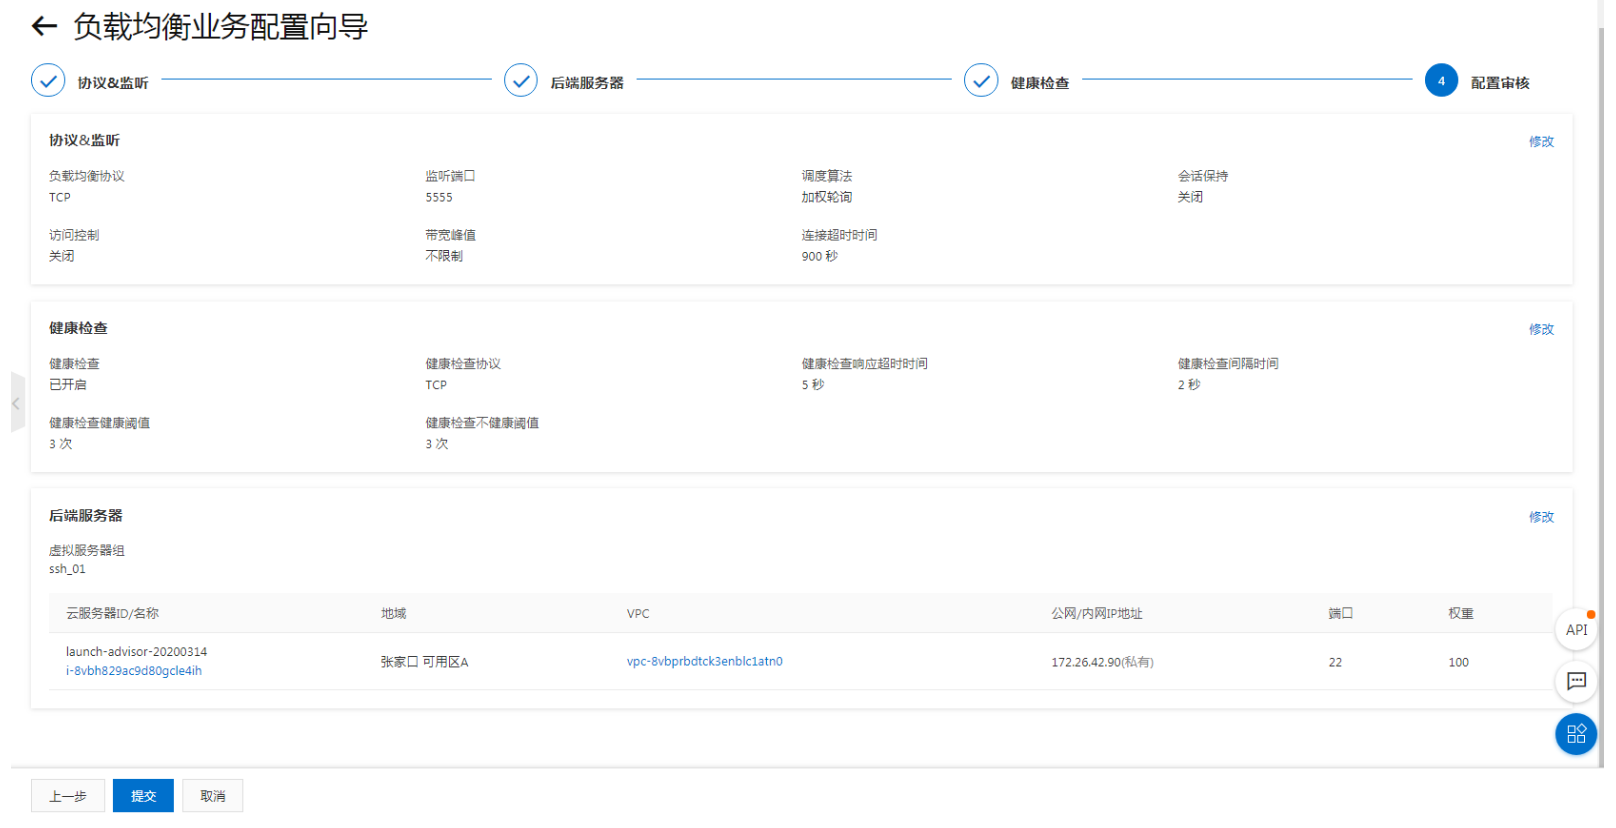 负载均衡业务配置向导
协议&监听
后端服务器
健康检查
4 配置审核
协议&监听
修改
负载均衡协议
TCP
监听端口
5555
调度算法
加权轮询
会话保持
关闭
访问控制
关闭
带宽峰值
不限制
连接超时时间
900 秒
健康检查
修改
健康检查
已开启
健康检查协议
TCP
健康检查响应超时时间
5 秒
健康检查间隔时间
2 秒
健康检查健康阈值
3 次
健康检查不健康阈值
3 次
后端服务器
修改
虚拟服务器组
ssh_01
云服务器ID/名称 地域 VPC 公网/内网IP地址 端口 权重
launch-advisor-20200314
i-8vbh829ac9d80gcle4ih
张家口 可用区A
vpc-8vbprbdtck3enblc1atn0
172.26.42.90(私有)
22
100
API
上一步 提交 取消